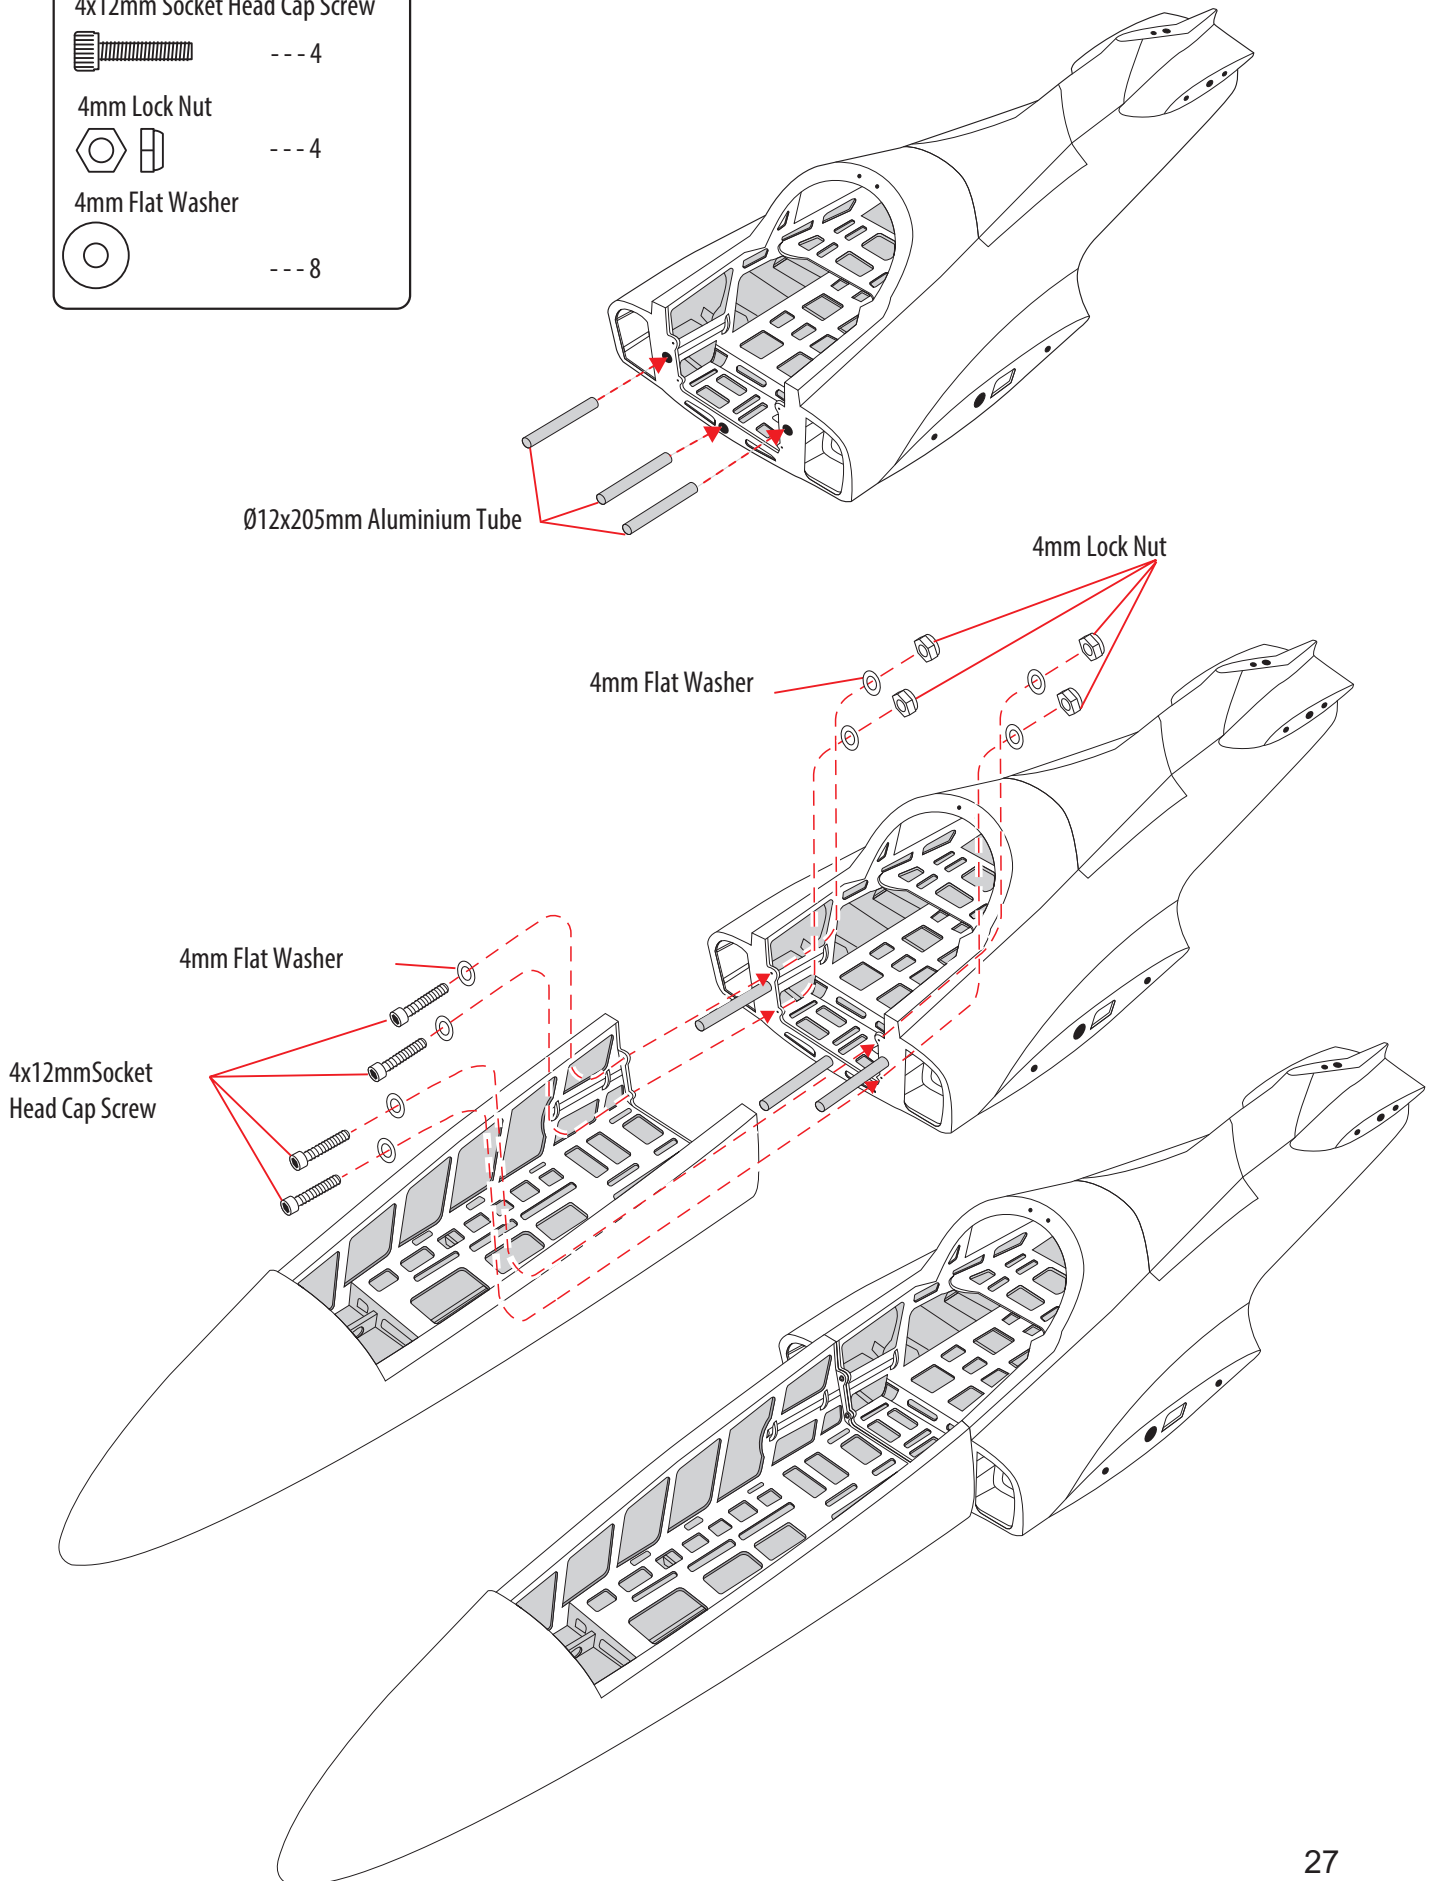 4x12mm Socket Head Cap Screw
- - - 4
4mm Lock Nut
- - - 4
4mm Flat Washer
- - - 8
Ø12x205mm Aluminium Tube
4mm Lock Nut
4mm Flat Washer
4mm Flat Washer
4x12mmSocket
Head Cap Screw
27